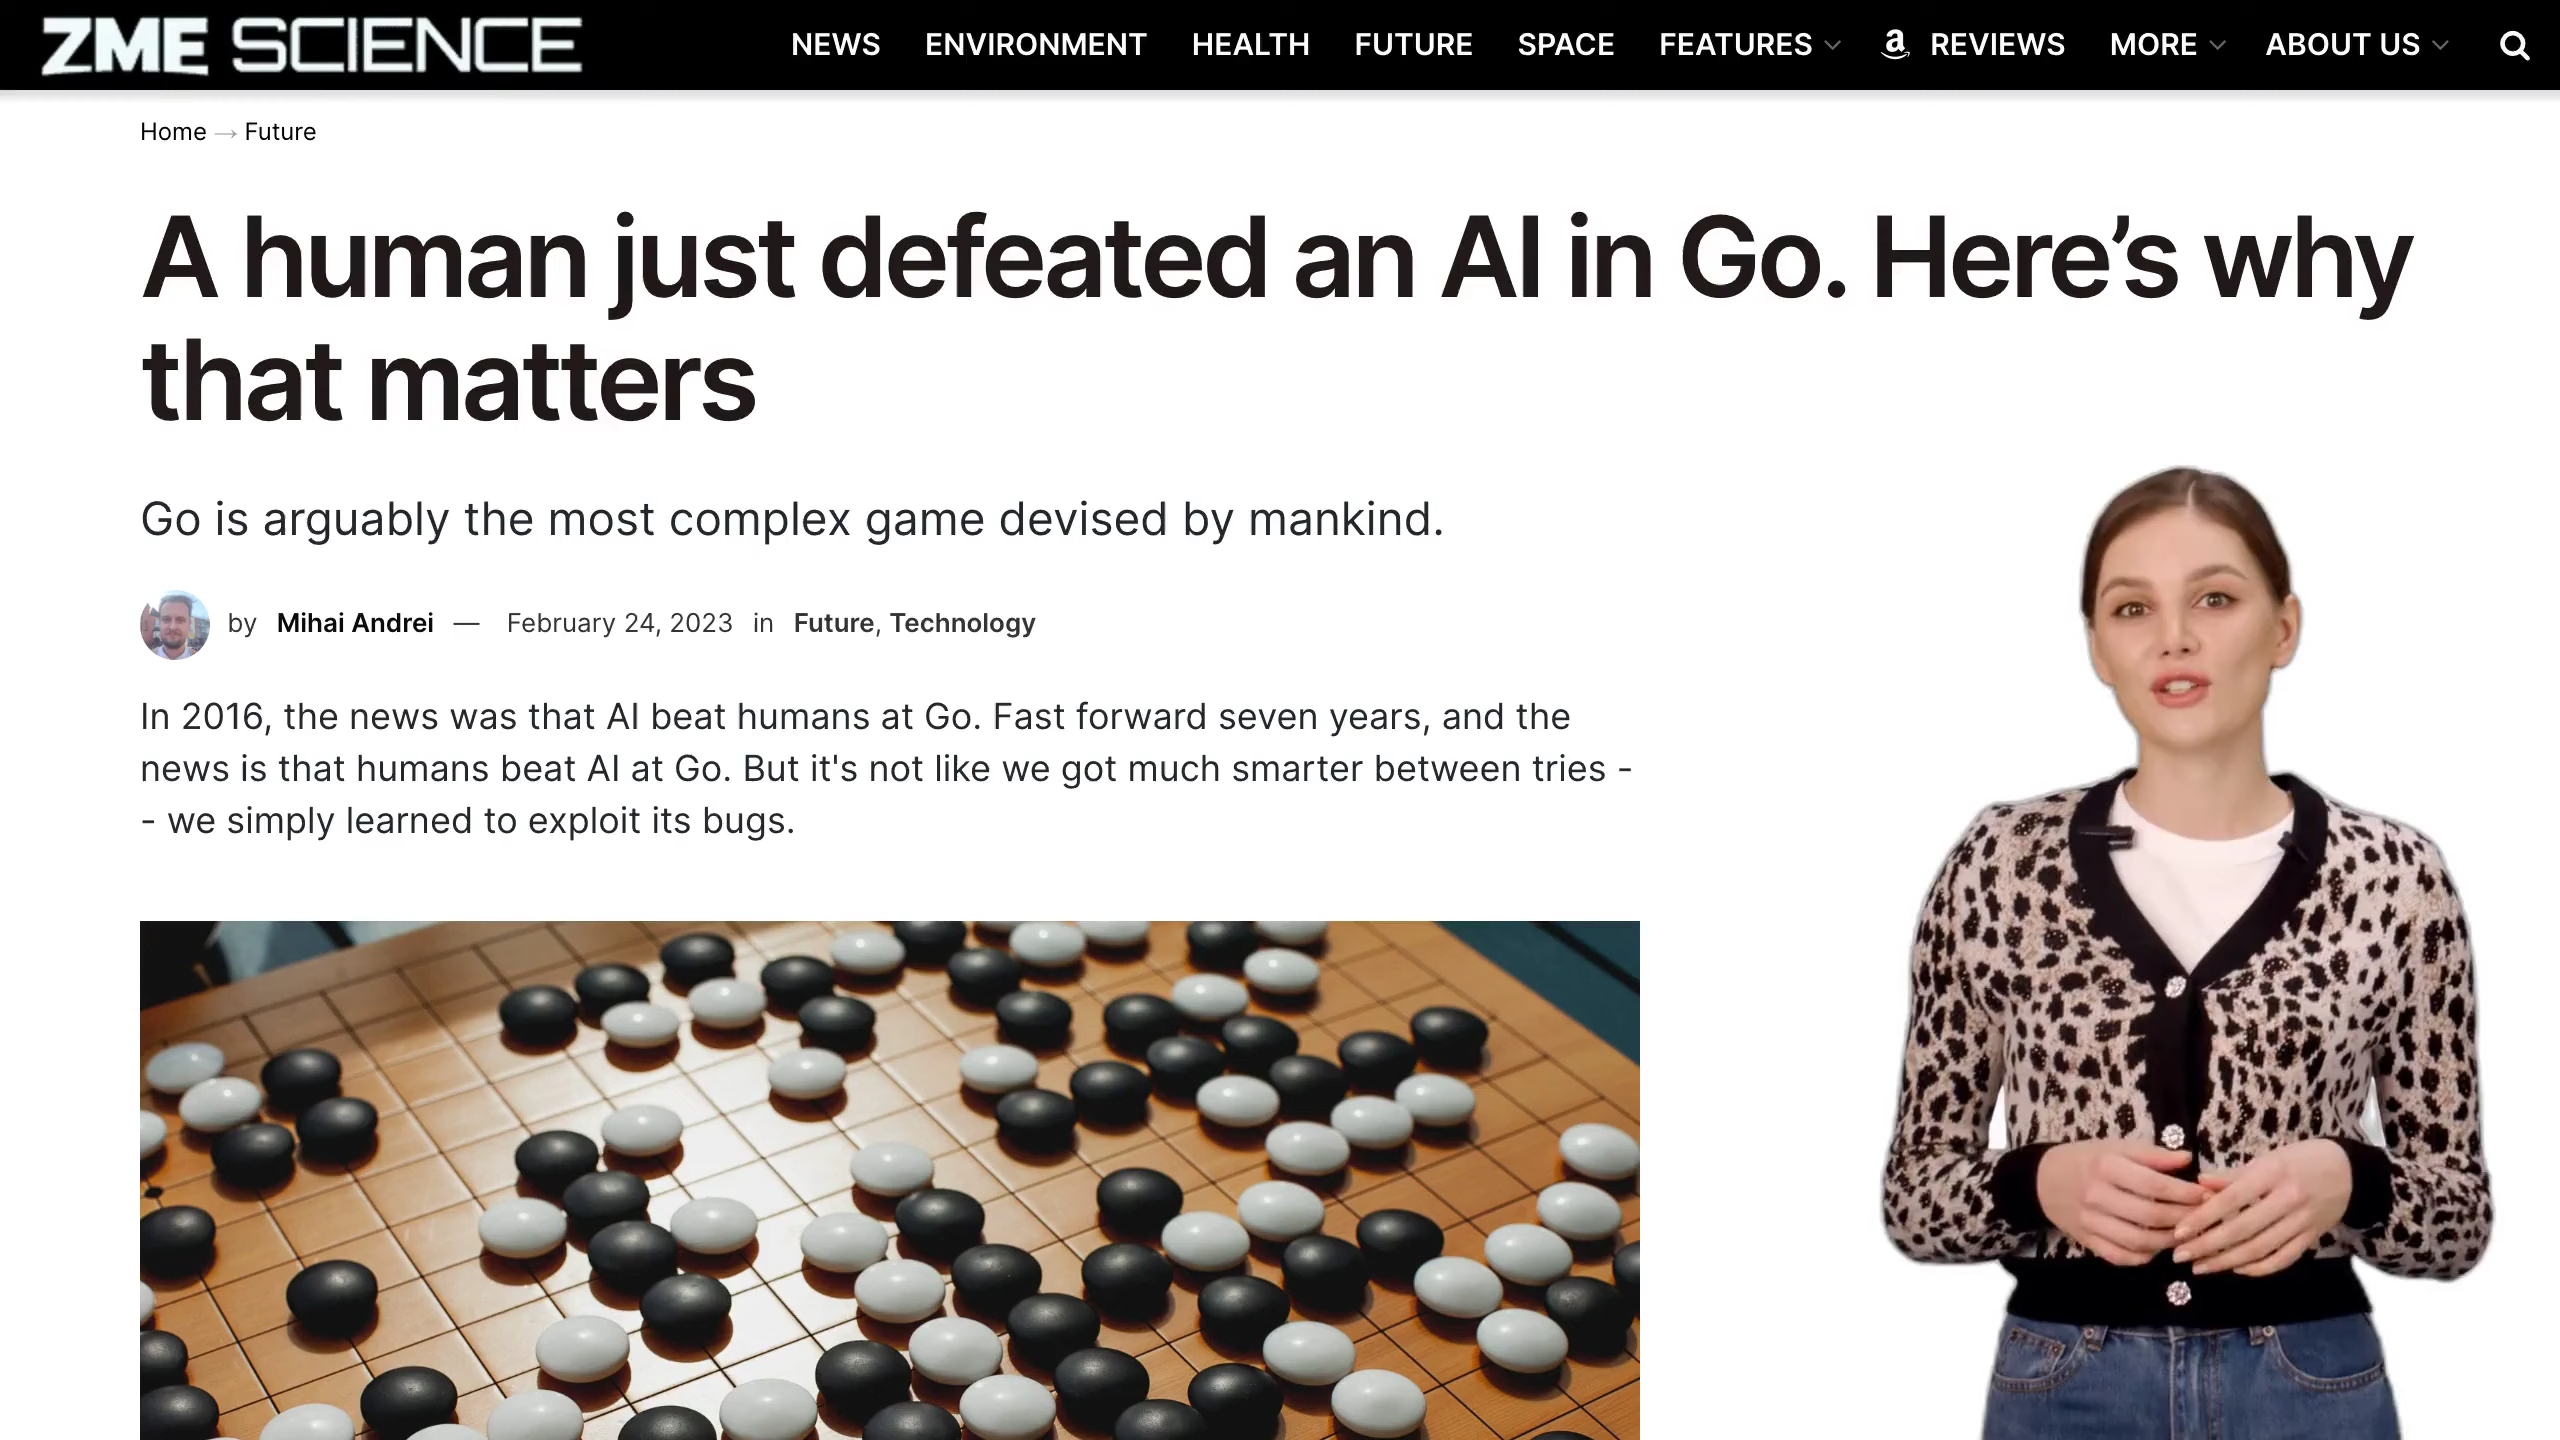 ZME SCIENCE
NEWS ENVIRONMENT HEALTH FUTURE SPACE FEATURES REVIEWS MORE ABOUT US
Home → Future
A human just defeated an AI in Go. Here’s why
that matters
Go is arguably the most complex game devised by mankind.
by Mihai Andrei — February 24, 2023 in Future, Technology
In 2016, the news was that AI beat humans at Go. Fast forward seven years, and the
news is that humans beat AI at Go. But it's not like we got much smarter between tries -
- we simply learned to exploit its bugs.